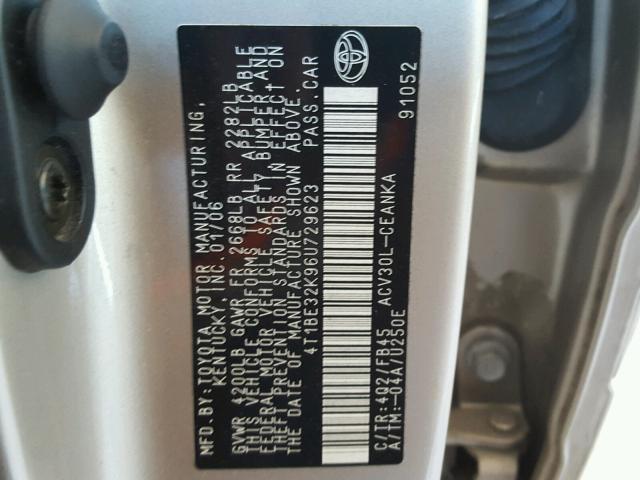 MFD. BY: TOYOTA MOTOR MANUFACTURING,
KENTUCKY, INC. 01/06
GVWR 4200LB GAWR FR 2668LB RR 2282LB
THIS VEHICLE CONFORMS TO ALL APPLICABLE
FEDERAL MOTOR VEHICLE SAFETY, BUMPER, AND
THEFT PREVENTION STANDARDS IN EFFECT ON
THE DATE OF MANUFACTURE SHOWN ABOVE.
4T1BE32K96U729623 PASS. CAR
C/TR: 4Q2/FB45 ACV30L-CEANKA
A/TM:-04A/U250E 91052